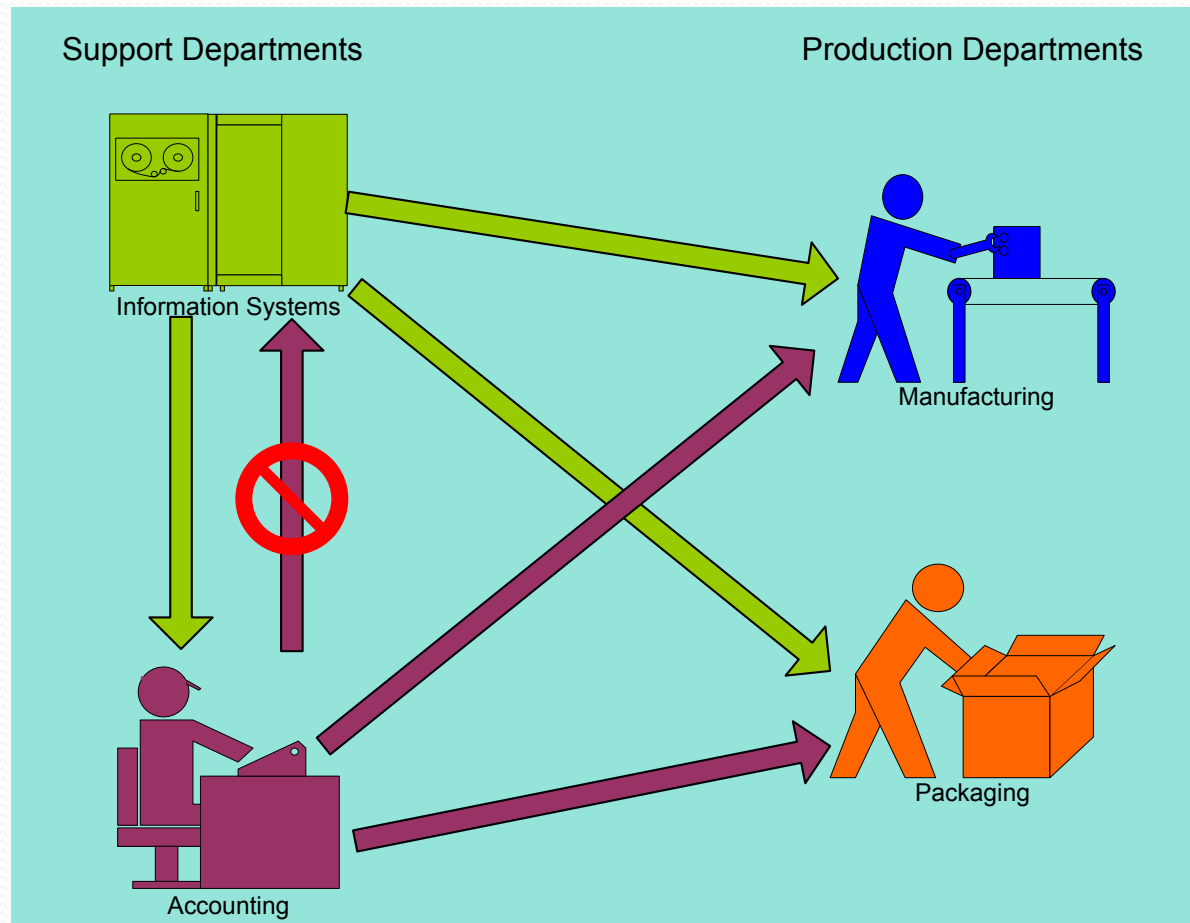 Support Departments
Production Departments
Information Systems
Manufacturing
Packaging
Accounting